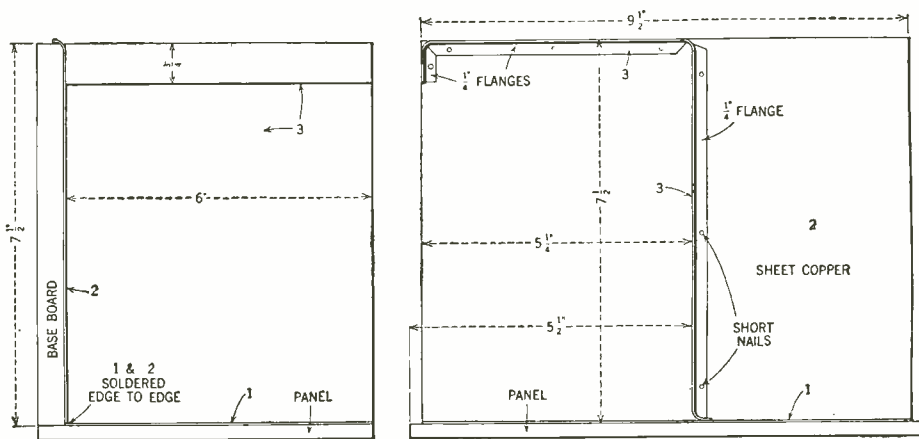 9 1/2"
3
6"
7 1/2"
BASE BOARD
2
1 & 2
SOLDERED
EDGE TO EDGE
1
PANEL
1/4" FLANGES
3
1/4" FLANGE
7 1/2
3
5 1/4"
2
SHEET COPPER
5 1/2"
SHORT
NAILS
PANEL
1